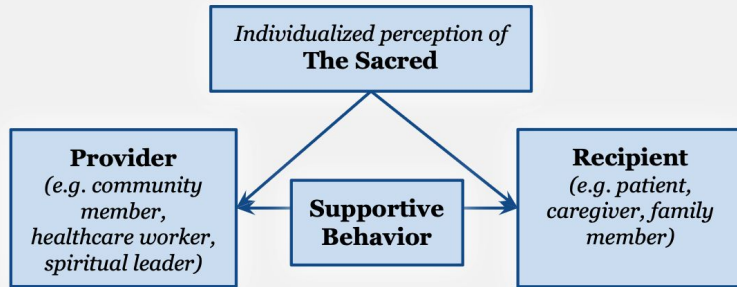 Individualized perception of
The Sacred
Provider
(e.g. community
member,
healthcare worker,
spiritual leader)
Supportive
Behavior
Recipient
(e.g. patient,
caregiver, family
member)